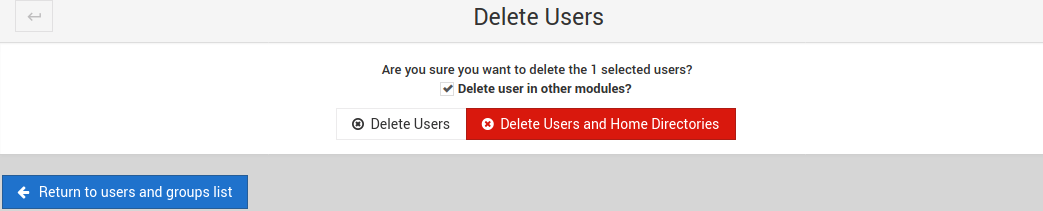 Delete Users
Are you sure you want to delete the 1 selected users?
Delete user in other modules?
Delete Users
Delete Users and Home Directories
Return to users and groups list